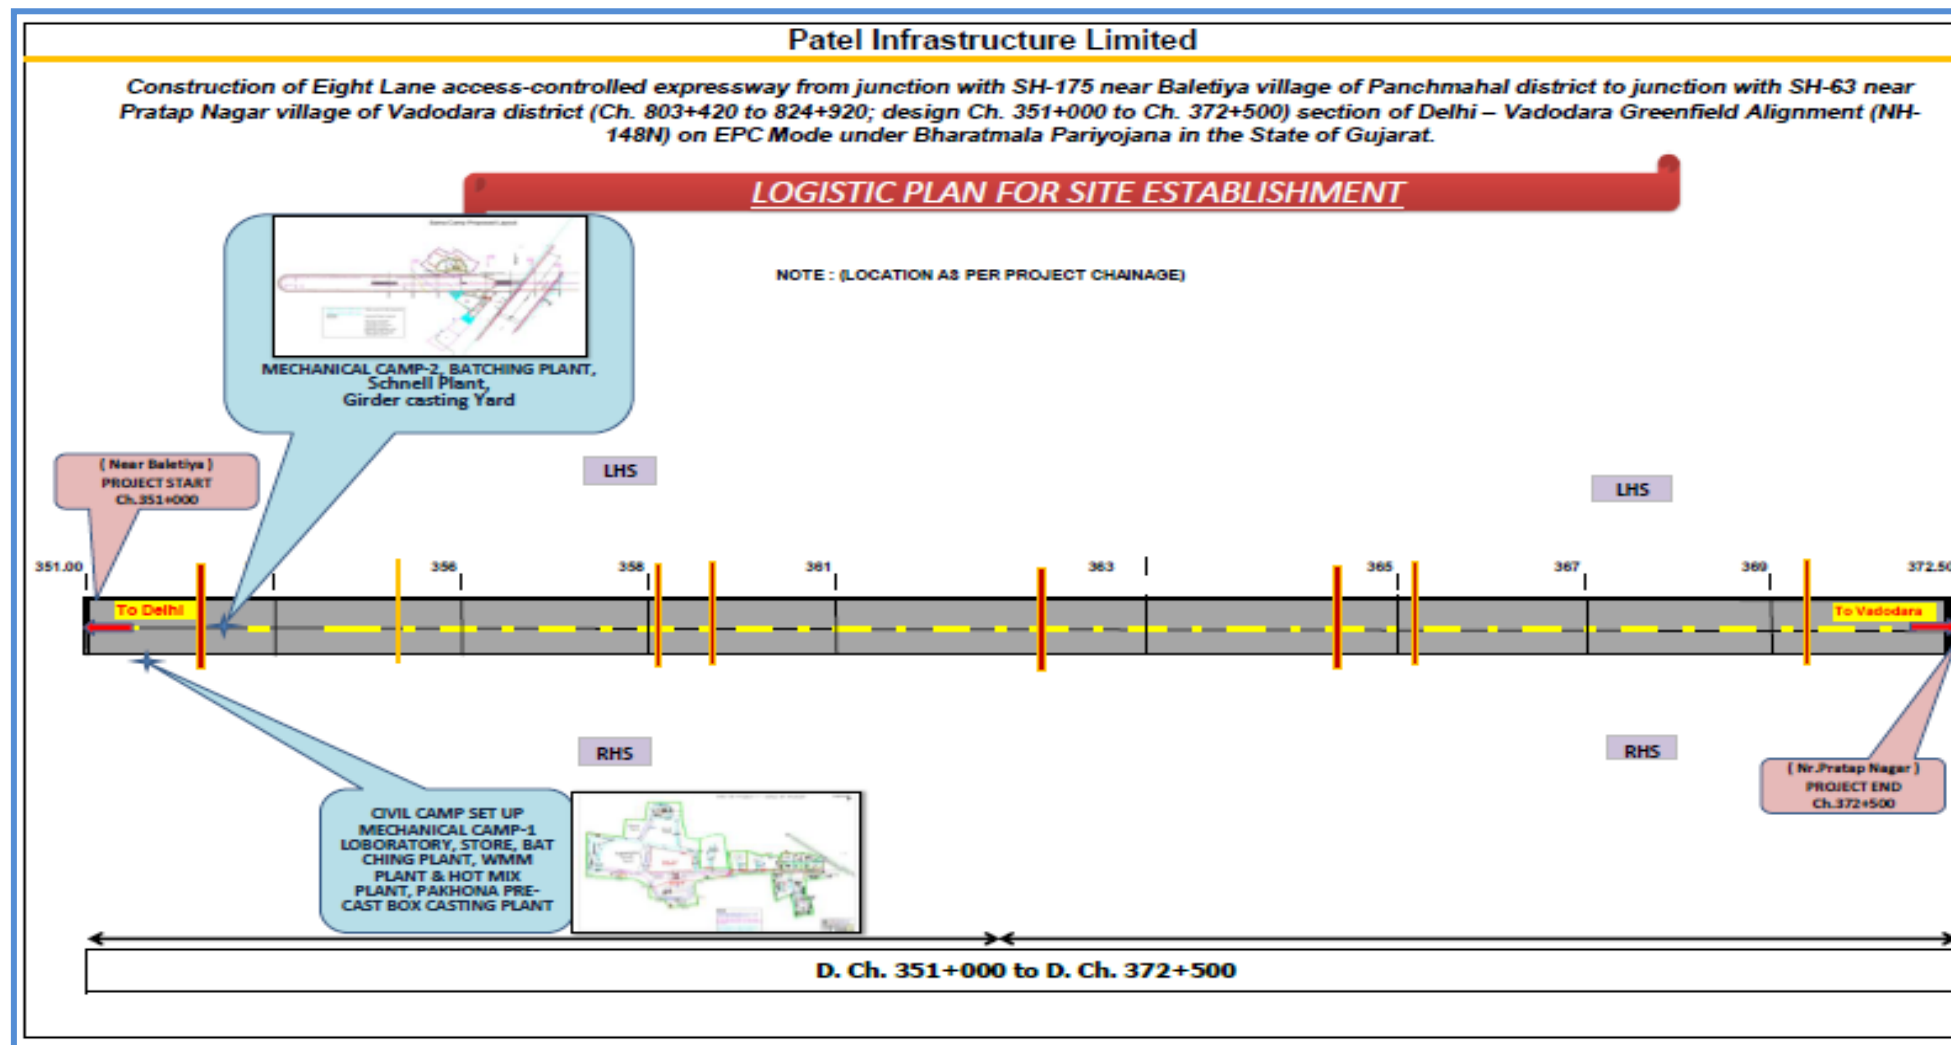 Patel Infrastructure Limited
Construction of Eight Lane access-controlled expressway from junction with SH-175 near Baletiya village of Panchmahal district to junction with SH-63 near
Pratap Nagar village of Vadodara district (Ch. 803+420 to 824+920; design Ch. 351+000 to Ch. 372+500) section of Delhi – Vadodara Greenfield Alignment (NH-
148N) on EPC Mode under Bharatmala Pariyojana in the State of Gujarat.
LOGISTIC PLAN FOR SITE ESTABLISHMENT
NOTE : (LOCATION AS PER PROJECT CHAINAGE)
MECHANICAL CAMP-2, BATCHING PLANT,
Schnell Plant,
Girder casting Yard
( Near Baletiya )
PROJECT START
Ch.351+000
LHS
LHS
351.00 356 358 361 363 365 367 369 372.50
To Delhi
To Vadodara
RHS
RHS
( Nr.Pratap Nagar )
PROJECT END
Ch.372+500
CIVIL CAMP SET UP
MECHANICAL CAMP-1
LOBORATORY, STORE, BAT
CHING PLANT, WMM
PLANT & HOT MIX
PLANT, PAKHONA PRE-
CAST BOX CASTING PLANT
D. Ch. 351+000 to D. Ch. 372+500